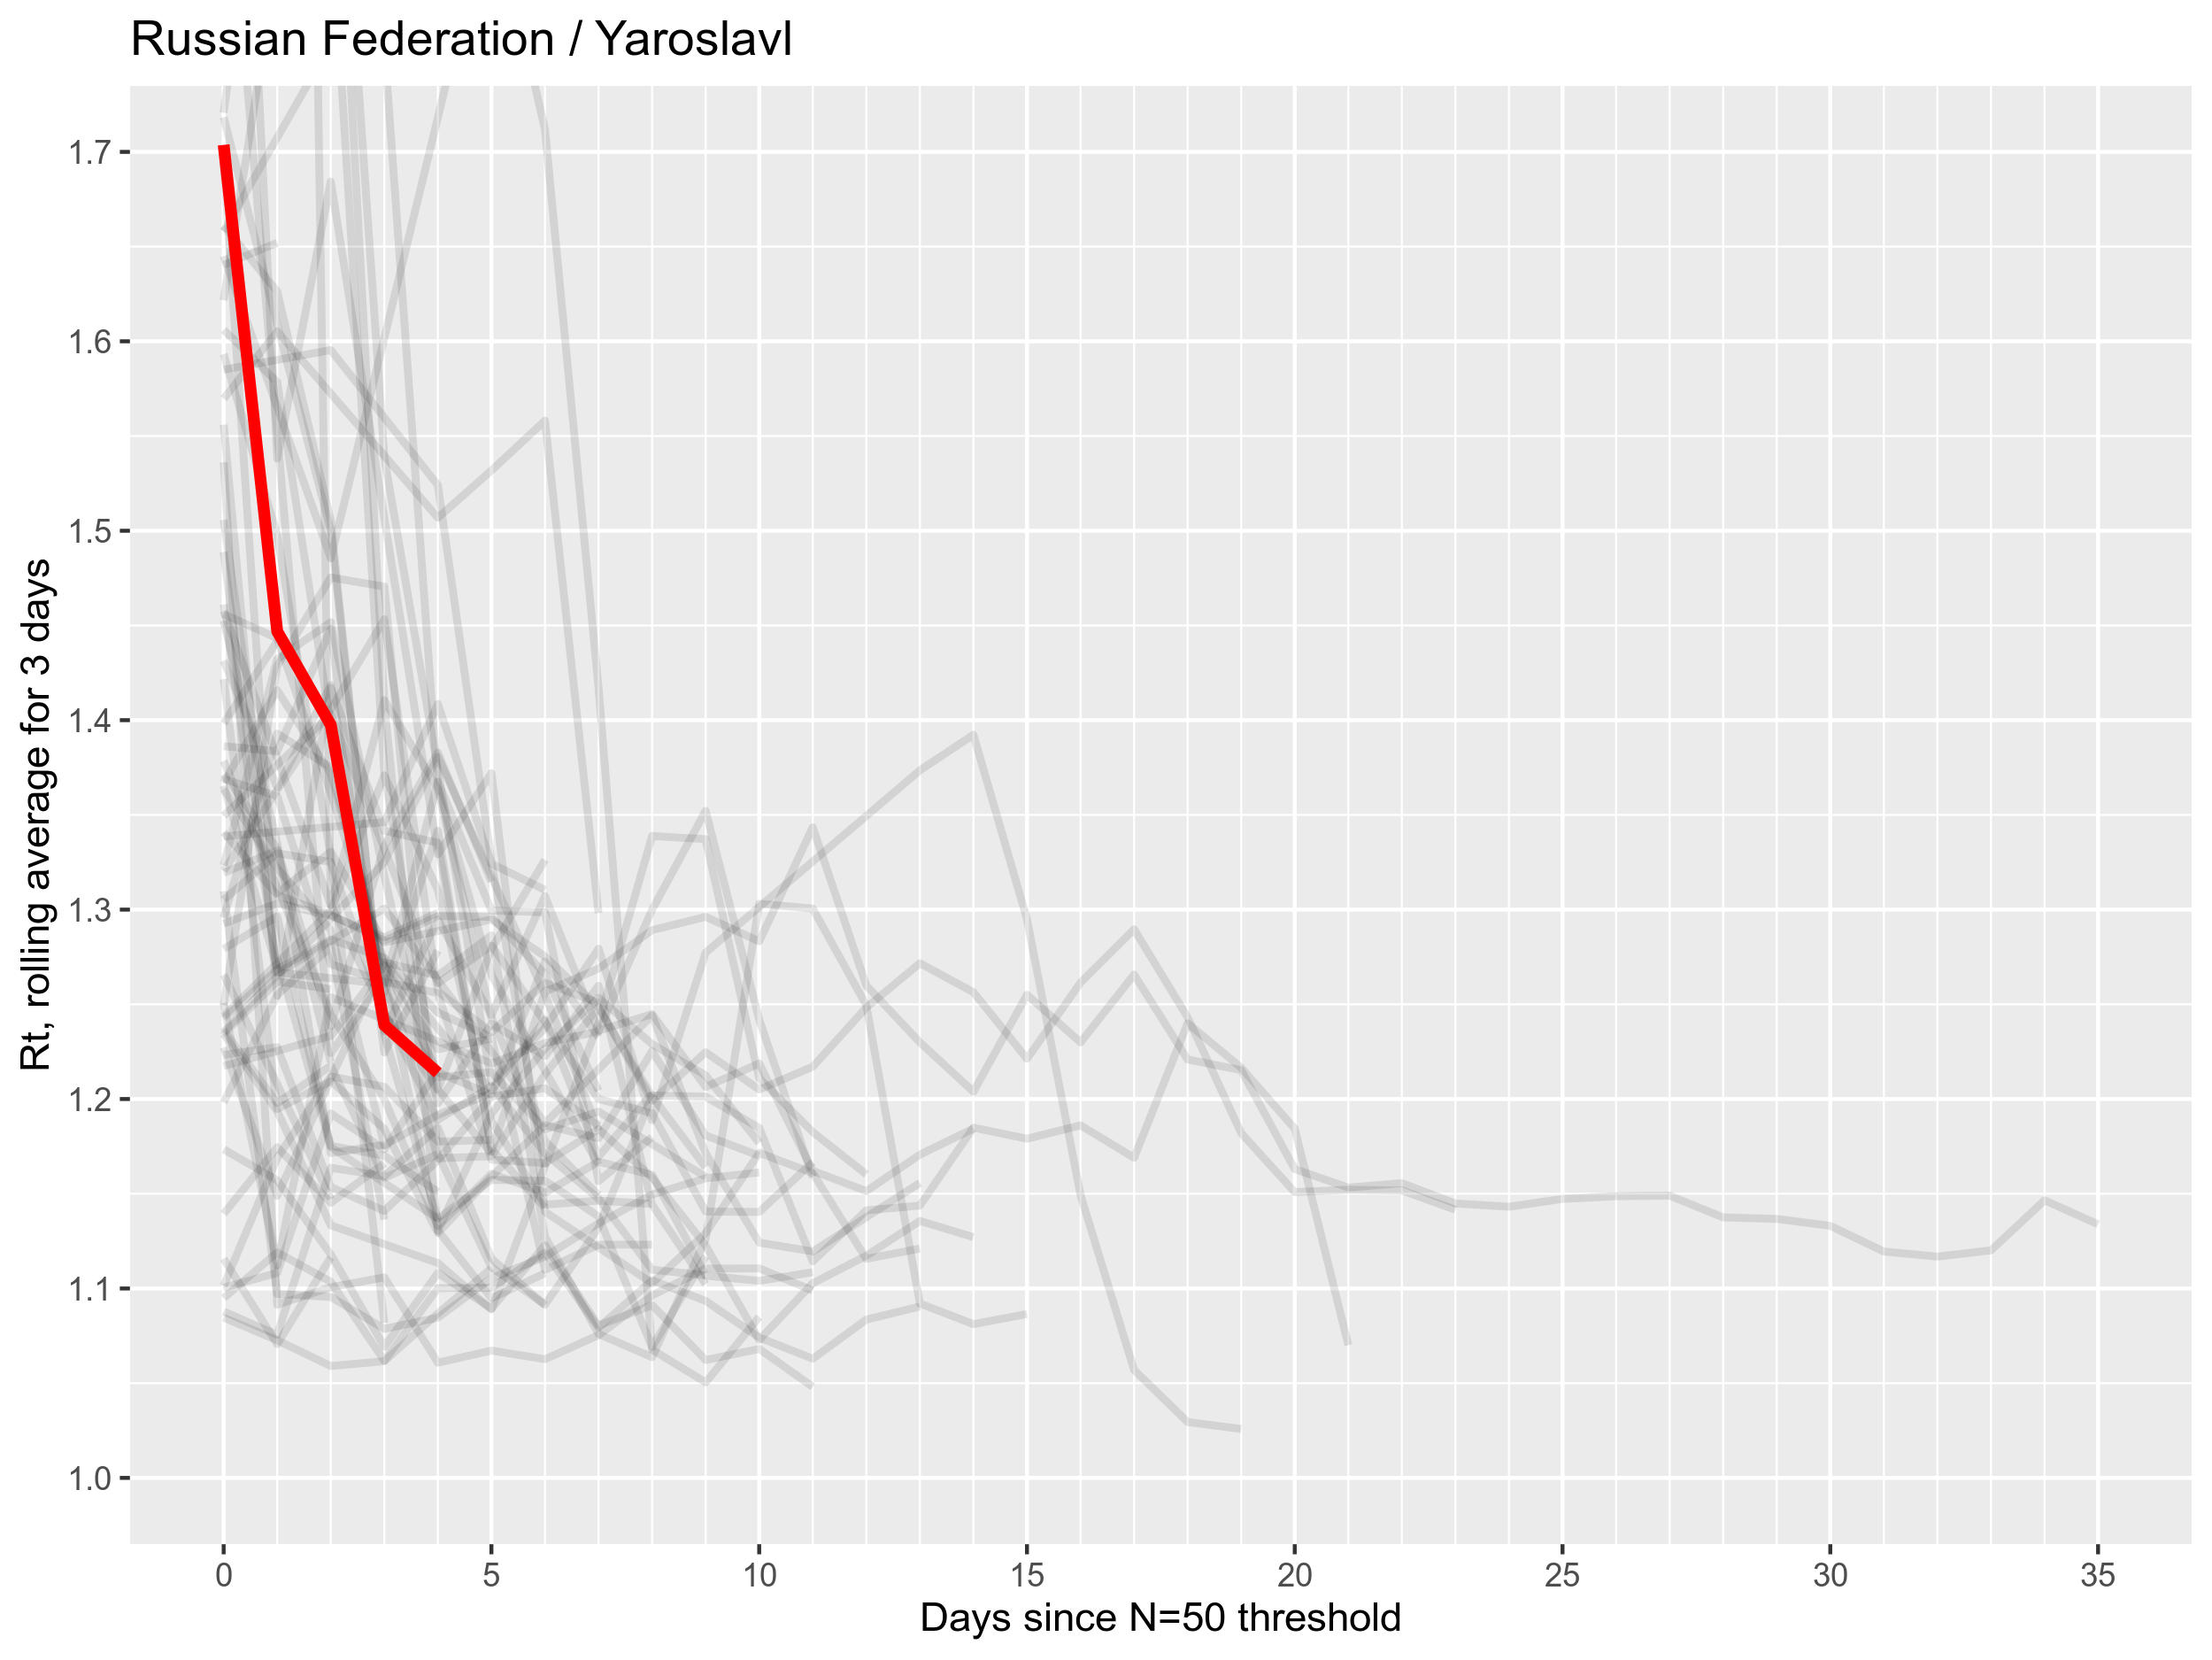 Russian Federation / Yaroslavl
Rt, rolling average for 3 days
1.7
1.6
1.5
1.4
1.3
1.2
1.1
1.0
0 5 10 15 20 25 30 35
Days since N=50 threshold